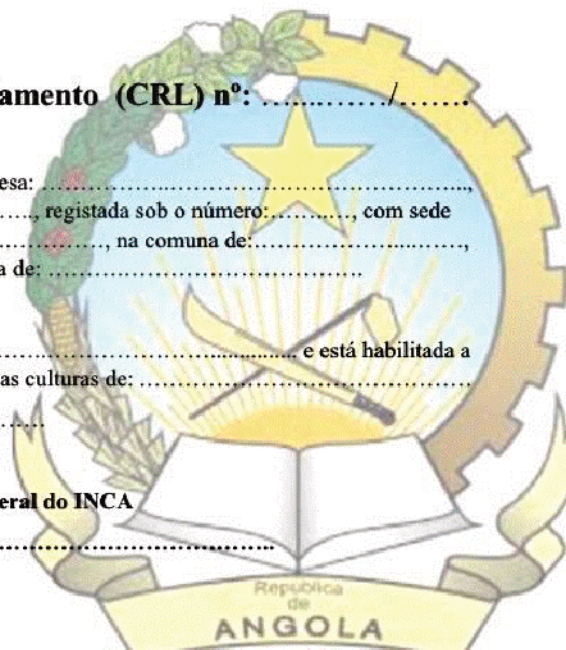 amento (CRL) nº: ............/.......
esa: ..........................................................................,
....., registada sob o número:..........., com sede
.................., na comuna de:.....................................,
a de: ......................................................
...................................................... e está habilitada a
as culturas de: ......................................................
........
eral do INCA
..................................................
República
de
ANGOLA